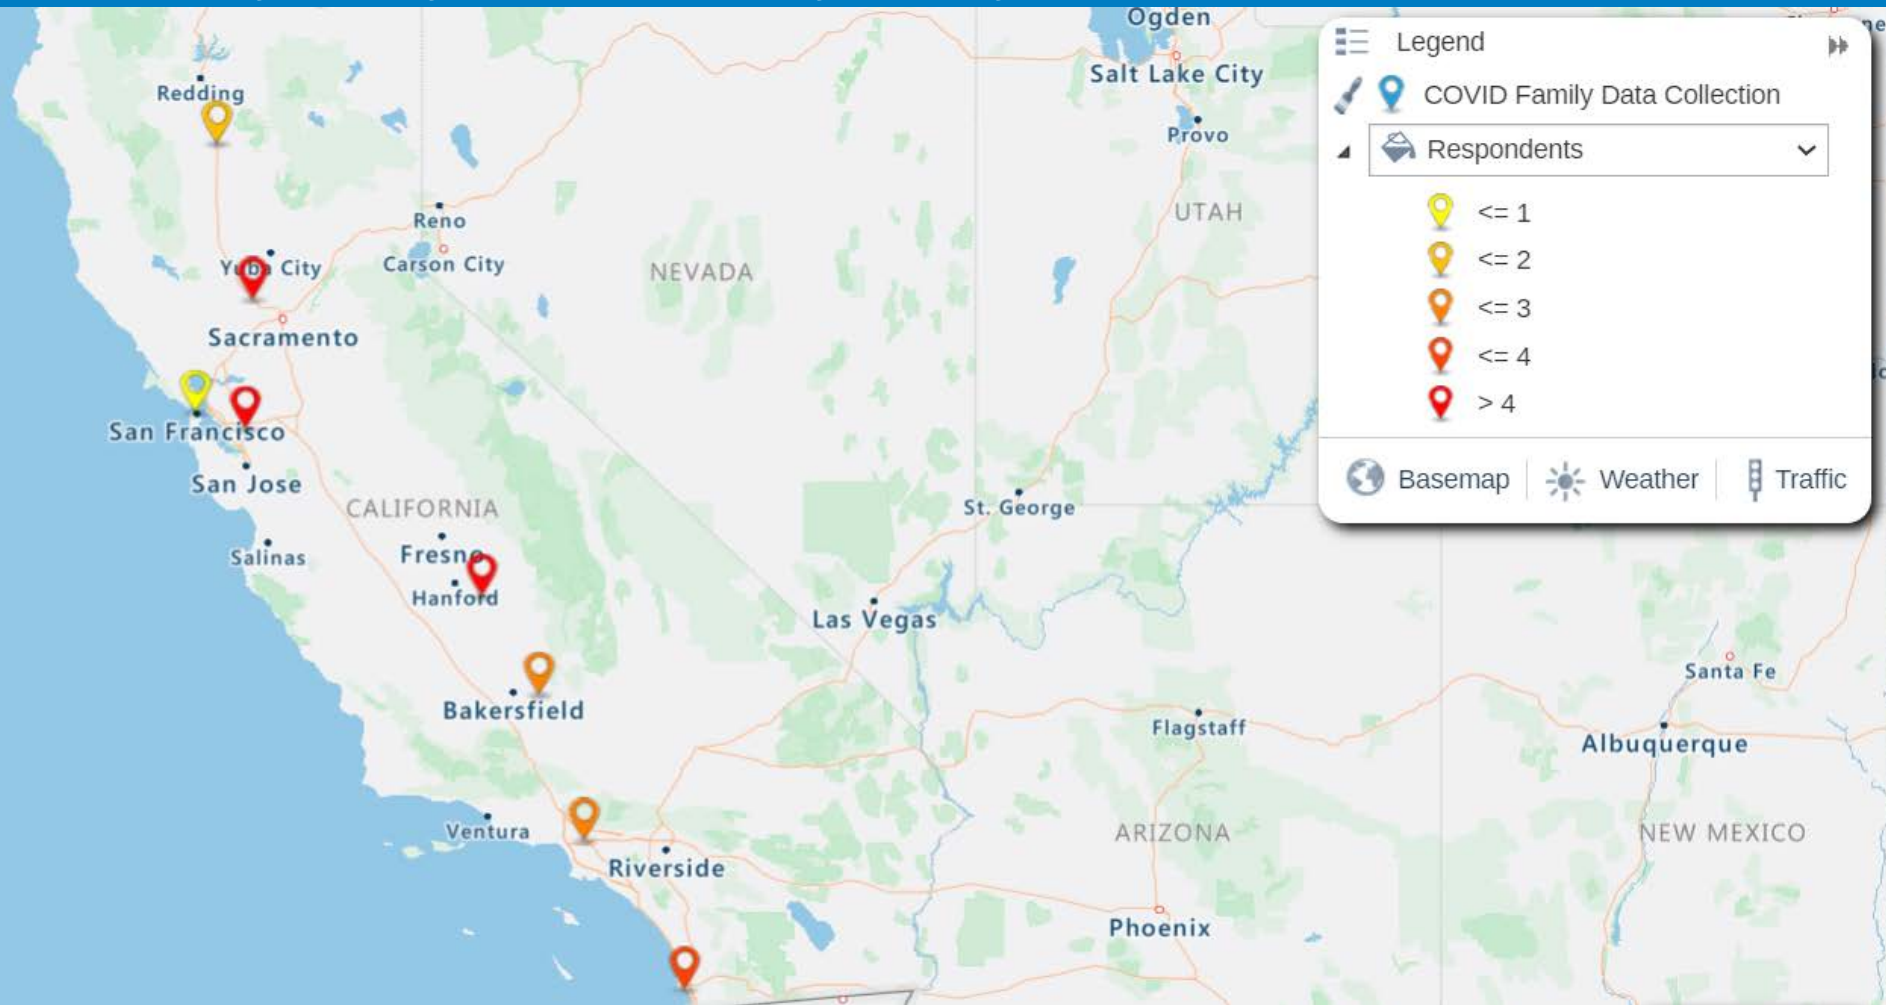 Ogden
Salt Lake City
Provo
Redding
Reno
UTAH
Yuba City
Carson City
NEVADA
Sacramento
San Francisco
San Jose
CALIFORNIA
St. George
Salinas
Fresno
Hanford
Las Vegas
Santa Fe
Bakersfield
Flagstaff
Albuquerque
Ventura
ARIZONA
NEW MEXICO
Riverside
Phoenix
Legend
COVID Family Data Collection
Respondents
<= 1
<= 2
<= 3
<= 4
> 4
Basemap
Weather
Traffic